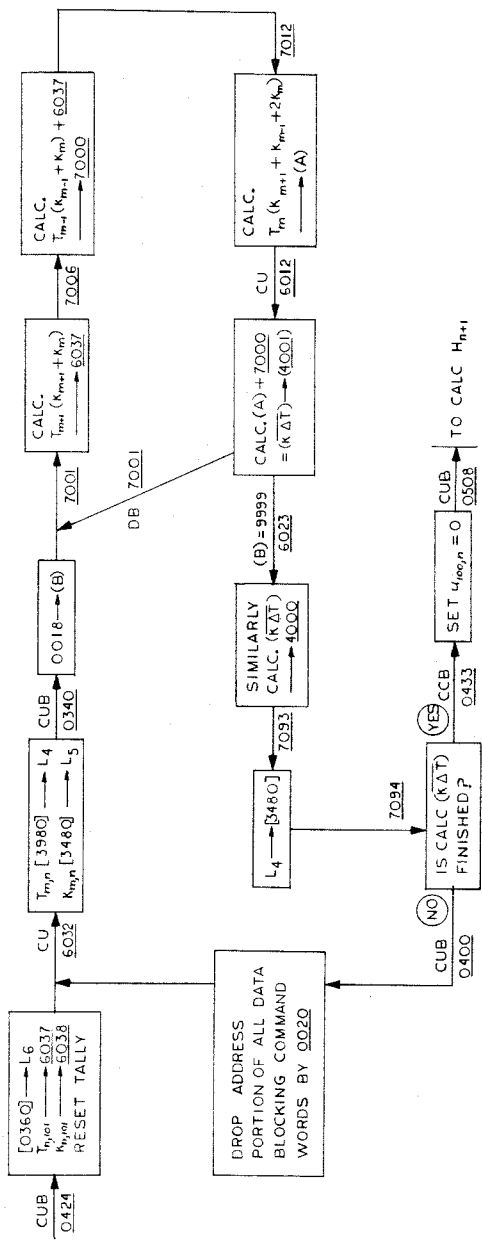 CUB
0424
[0360] → L6
Tn,101 → 6037
Kn,101 → 6038
RESET TALLY
CU
6032
Tm,n [3980] → L4
Km,n [3480] → L5
CUB
0340
0018 → (B)
7001
CALC.
Tm+1 (Km+1 + Km)
→ 6037
7006
CALC.
Tm-1 (Km-1 + Km) + 6037
→ 7000
7012
CALC.
Tm (Km+1 + Km-1 + 2Km)
→ (A)
CU
6012
CALC. (A) + 7000
= (K ΔT) → (4001)
DB 7001
(B) = 9999
6023
SIMILARLY
CALC. (K ΔT)
→ 4000
7093
L4 → [3480]
7094
IS CALC (K ΔT)
FINISHED?
YES
CCB
0433
SET u100,n = 0
CUB
0508
TO CALC Hn+1
NO
CUB
0400
DROP ADDRESS
PORTION OF ALL DATA
BLOCKING COMMAND
WORDS BY 0020